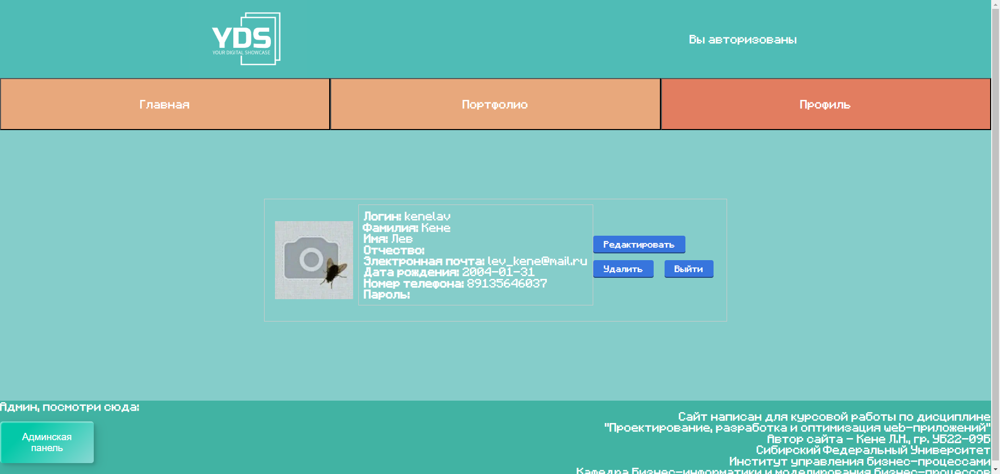 YDS
YOUR DIGITAL SHOWCASE
Вы авторизованы
Главная
Портфолио
Профиль
Логин: kenelav
Фамилия: Кене
Имя: Лев
Отчество:
Электронная почта: lev_kene@mail.ru
Дата рождения: 2004-01-31
Номер телефона: 89135646037
Пароль:
Редактировать
Удалить
Выйти
Админ, посмотри сюда:
Админская
панель
Сайт написан для курсовой работы по дисциплине
"Проектирование, разработка и оптимизация web-приложений"
Автор сайта - Кене Л.Н., гр. УБ22-09Б
Сибирский Федеральный Университет
Институт управления бизнес-процессами
Кафедра бизнес-информатики и моделирования бизнес-процессов